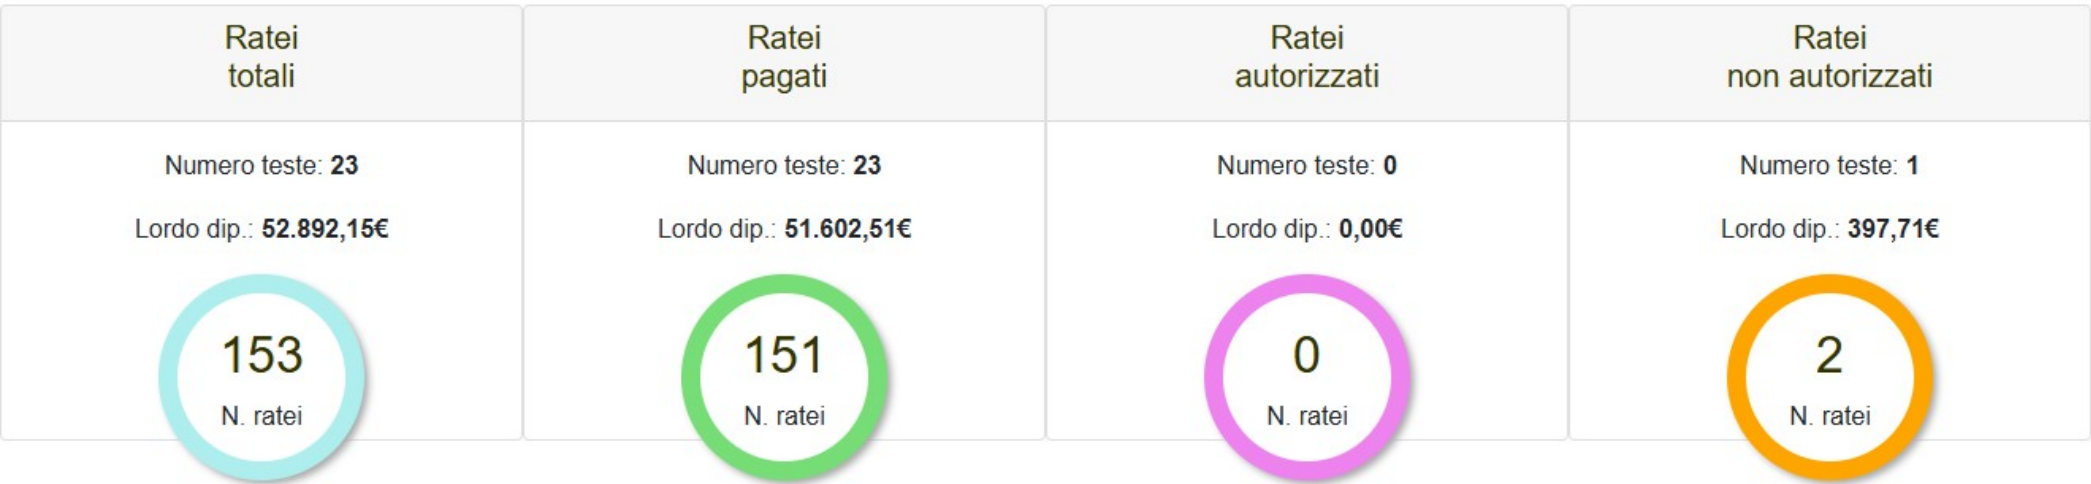 Ratei
totali
Numero teste: 23
Lordo dip.: 52.892,15€
153
N. ratei
Ratei
pagati
Numero teste: 23
Lordo dip.: 51.602,51€
151
N. ratei
Ratei
autorizzati
Numero teste: 0
Lordo dip.: 0,00€
0
N. ratei
Ratei
non autorizzati
Numero teste: 1
Lordo dip.: 397,71€
2
N. ratei